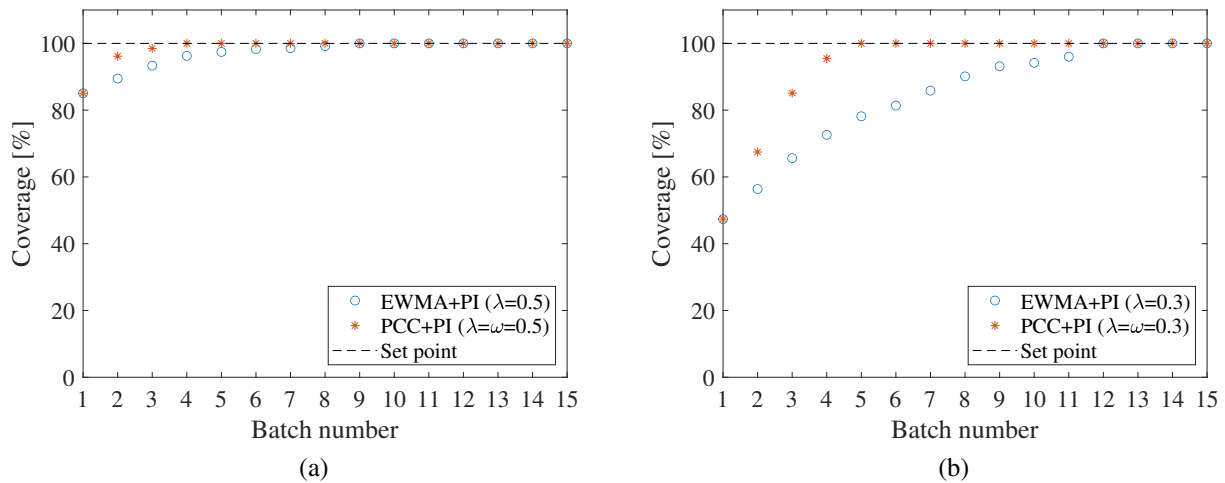 100
80
60
40
20
0
Coverage [%]
1 2 3 4 5 6 7 8 9 10 11 12 13 14 15
Batch number
EWMA+PI (λ=0.5)
PCC+PI (λ=ω=0.5)
Set point
(a)
100
80
60
40
20
0
Coverage [%]
1 2 3 4 5 6 7 8 9 10 11 12 13 14 15
Batch number
EWMA+PI (λ=0.3)
PCC+PI (λ=ω=0.3)
Set point
(b)